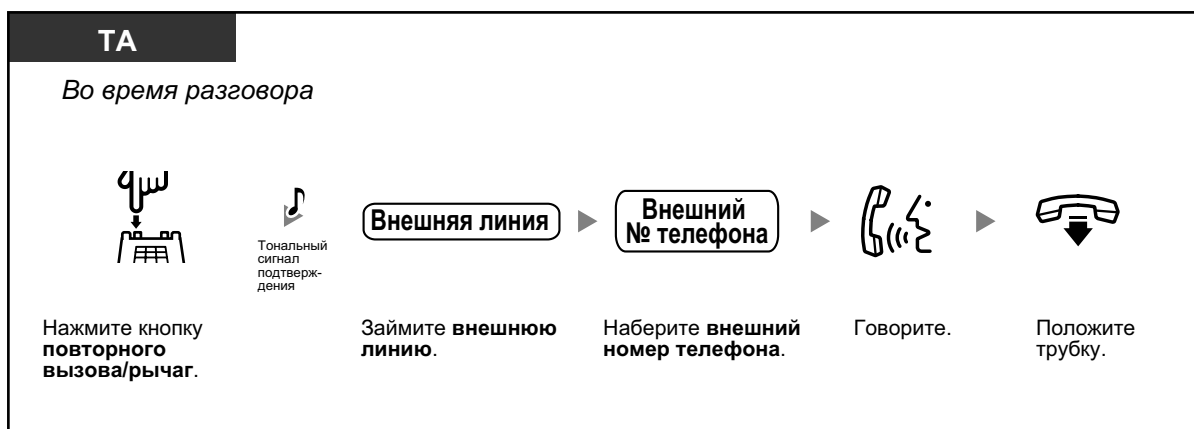 ТА
Во время разговора
Тональный
сигнал
подтверж-
дения
Внешняя линия
Внешний
№ телефона
Нажмите кнопку
повторного
вызова/рычаг.
Займите внешнюю
линию.
Наберите внешний
номер телефона.
Говорите.
Положите
трубку.